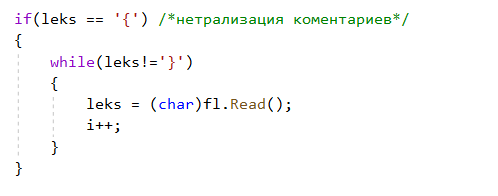 if(leks == '{') /*нетрализация коментариев*/
{
while(leks!='}')
{
leks = (char)fl.Read();
i++;
}
}